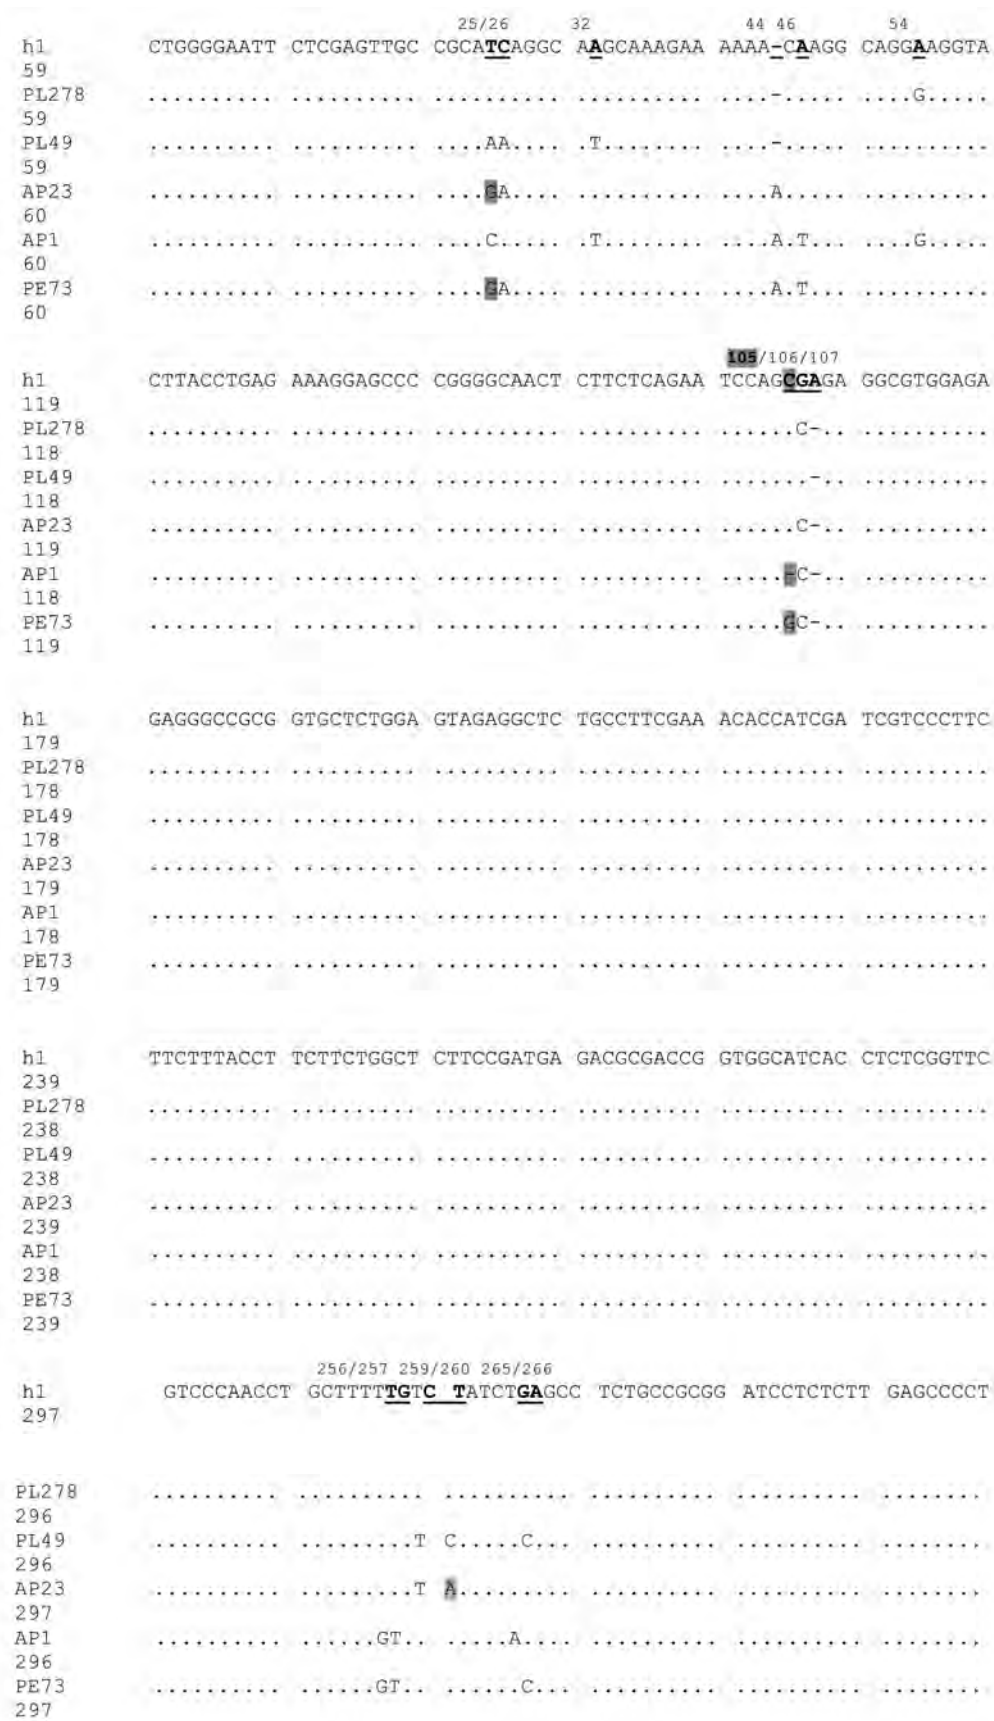 25/26 32 44 46 54
h1 CTGGGGAATT CTCGAGTTGC CGCATCAGGC AAGCAAAGAA AAAA-CAAGG CAGGAAGGTA
59
PL278 .......... .......... .......... .......... ....-..... ....G.....
59
PL49 .......... .......... ....AA.... .T........ ....-..... ..........
59
AP23 .......... .......... ....GA.... .......... ....A..... ..........
60
AP1 .......... .......... ....C..... .T........ ....A.T... ....G.....
60
PE73 .......... .......... ....GA.... .......... ....A.T... ..........
60
105/106/107
h1 CTTACCTGAG AAAGGAGCCC CGGGGCAACT CTTCTCAGAA TCCAGCGAGA GGCGTGGAGA
119
PL278 .......... .......... .......... .......... ......C-.. ..........
118
PL49 .......... .......... .......... .......... .......-.. ..........
118
AP23 .......... .......... .......... .......... ......C-.. ..........
119
AP1 .......... .......... .......... .......... .....-C-.. ..........
118
PE73 .......... .......... .......... .......... .....GC-.. ..........
119
h1 GAGGGCCGCG GTGCTCTGGA GTAGAGGCTC TGCCTTCGAA ACACCATCGA TCGTCCCTTC
179
PL278 .......... .......... .......... .......... .......... ..........
178
PL49 .......... .......... .......... .......... .......... ..........
178
AP23 .......... .......... .......... .......... .......... ..........
179
AP1 .......... .......... .......... .......... .......... ..........
178
PE73 .......... .......... .......... .......... .......... ..........
179
h1 TTCTTTACCT TCTTCTGGCT CTTCCGATGA GACGCGACCG GTGGCATCAC CTCTCGGTTC
239
PL278 .......... .......... .......... .......... .......... ..........
238
PL49 .......... .......... .......... .......... .......... ..........
238
AP23 .......... .......... .......... .......... .......... ..........
239
AP1 .......... .......... .......... .......... .......... ..........
238
PE73 .......... .......... .......... .......... .......... ..........
239
256/257 259/260 265/266
h1 GTCCCAACCT GCTTTTTGTC TATCTGAGCC TCTGCCGCGG ATCCTCTCTT GAGCCCCT
297
PL278 .......... .......... .......... .......... .......... ........
296
PL49 .......... .........T C.....C... .......... .......... ........
296
AP23 .......... .........T A......... .......... .......... ........
297
AP1 .......... ......GT.. .....A.... .......... .......... ........
296
PE73 .......... ......GT.. ......C... .......... .......... ........
297